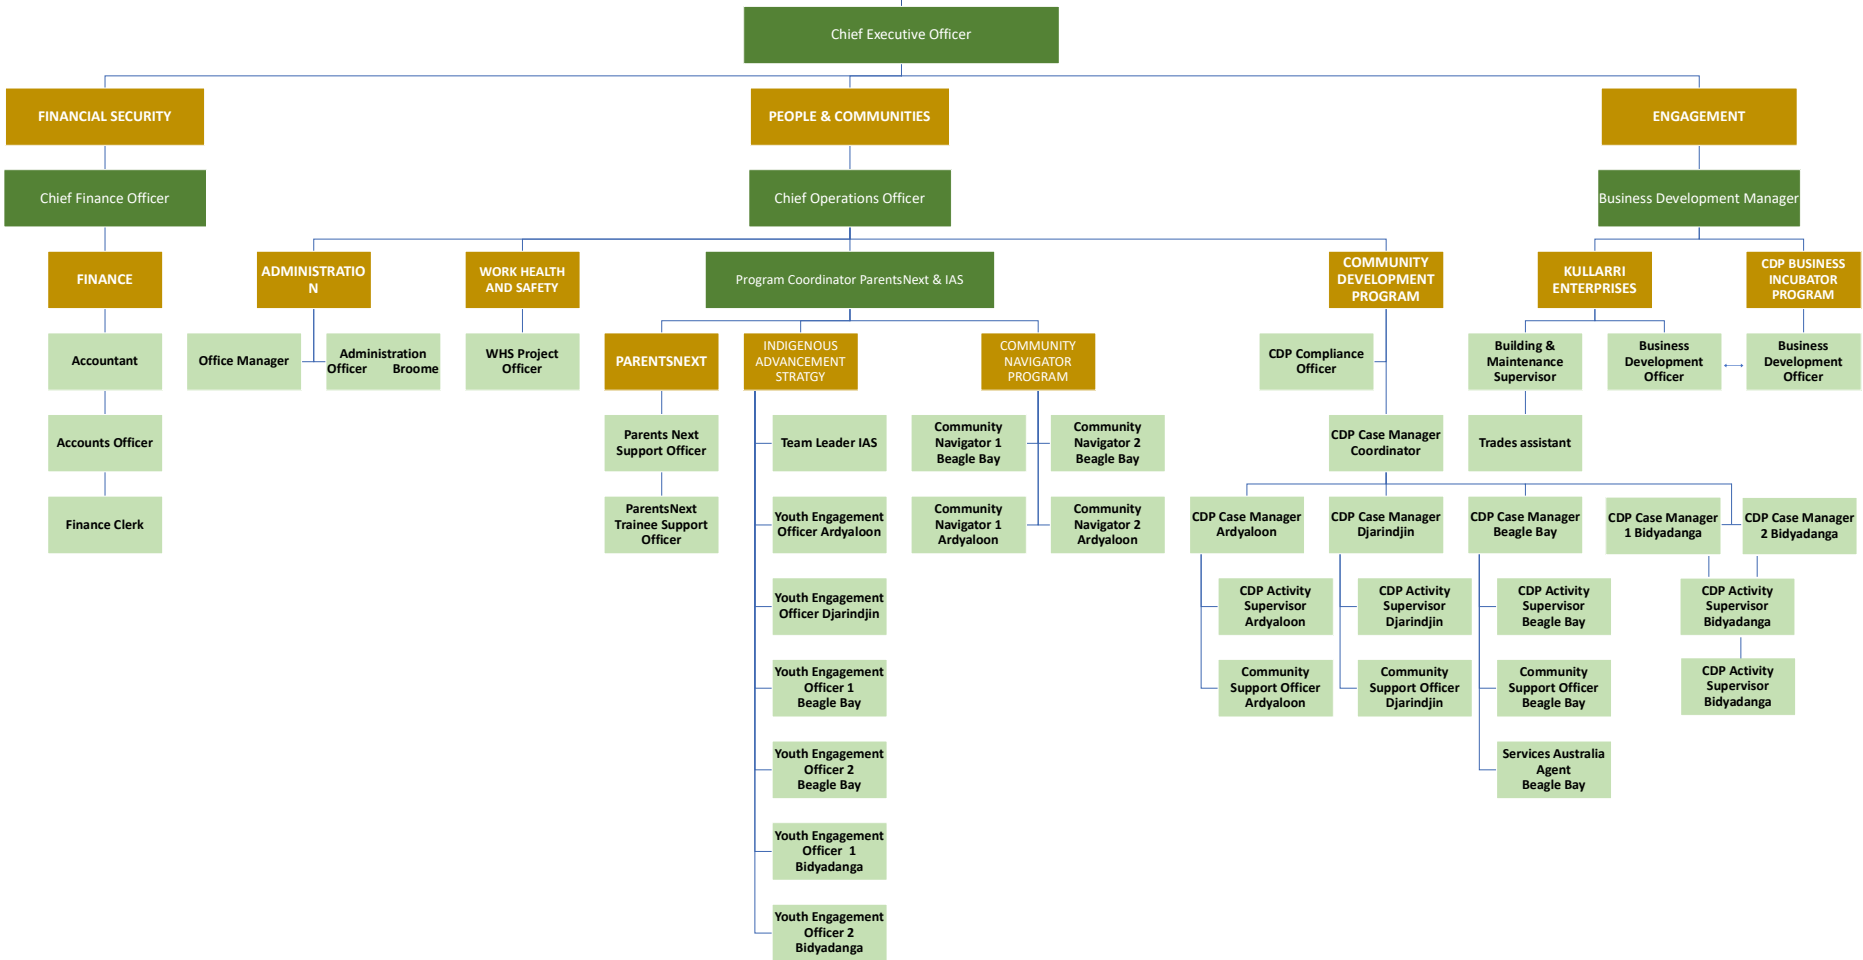 Chief Executive Officer
FINANCIAL SECURITY
PEOPLE & COMMUNITIES
ENGAGEMENT
Chief Finance Officer
Chief Operations Officer
Business Development Manager
FINANCE
ADMINISTRATIO
N
WORK HEALTH
AND SAFETY
Program Coordinator ParentsNext & IAS
COMMUNITY
DEVELOPMENT
PROGRAM
KULLARRI
ENTERPRISES
CDP BUSINESS
INCUBATOR
PROGRAM
Accountant
Office Manager
Administration
Officer Broome
WHS Project
Officer
PARENTSNEXT
INDIGENOUS
ADVANCEMENT
STRATGY
COMMUNITY
NAVIGATOR
PROGRAM
CDP Compliance
Officer
Building &
Maintenance
Supervisor
Business
Development
Officer
Business
Development
Officer
Accounts Officer
Parents Next
Support Officer
Team Leader IAS
Community
Navigator 1
Beagle Bay
Community
Navigator 2
Beagle Bay
CDP Case Manager
Coordinator
Trades assistant
Finance Clerk
ParentsNext
Trainee Support
Officer
Youth Engagement
Officer Ardyaloon
Community
Navigator 1
Ardyaloon
Community
Navigator 2
Ardyaloon
CDP Case Manager
Ardyaloon
CDP Case Manager
Djarindjin
CDP Case Manager
Beagle Bay
CDP Case Manager
1 Bidyadanga
CDP Case Manager
2 Bidyadanga
Youth Engagement
Officer Djarindjin
CDP Activity
Supervisor
Ardyaloon
CDP Activity
Supervisor
Djarindjin
CDP Activity
Supervisor
Beagle Bay
CDP Activity
Supervisor
Bidyadanga
Youth Engagement
Officer 1
Beagle Bay
Community
Support Officer
Ardyaloon
Community
Support Officer
Djarindjin
Community
Support Officer
Beagle Bay
CDP Activity
Supervisor
Bidyadanga
Youth Engagement
Officer 2
Beagle Bay
Services Australia
Agent
Beagle Bay
Youth Engagement
Officer 1
Bidyadanga
Youth Engagement
Officer 2
Bidyadanga